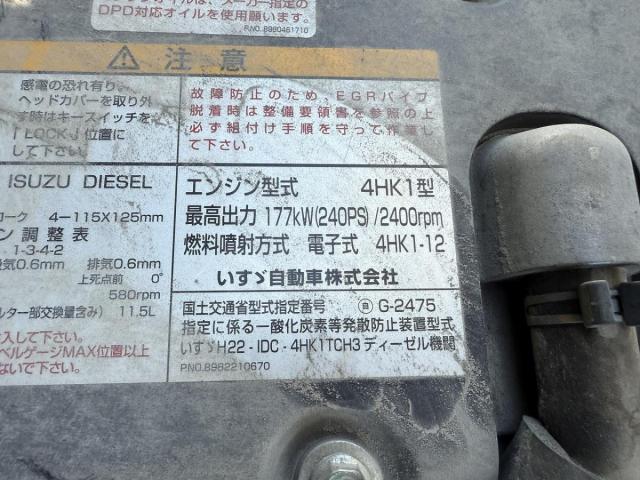 は、メーカー指定の
DPD対応オイルを使用願います。
P.NO.8980461710
⚠ 注意
感電の恐れ有り。
ヘッドカバーを取り外
す時はキースイッチを
「LOCK」位置に
して下さい。
故障防止のため、EGRパイプ
脱着時は整備要領書を参照の上
必ず組付け手順を守って作業し
て下さい。
ISUZU DIESEL
ローク 4-115X125mm
ン調整表
1-3-4-2
吸気0.6mm 排気0.6mm
上死点前 0°
580rpm
ルター部交換量含み) 11.5L
入して下さい。
ベルゲージMAX位置以上
ないで下さい。
エンジン型式 4HK1型
最高出力 177kW(240PS)/2400rpm
燃料噴射方式 電子式 4HK1-12
いすゞ自動車株式会社
国土交通省型式指定番号 G-2475
指定に係る一酸化炭素等発散防止装置型式
いすゞH22-IDC-4HK1TCH3ディーゼル機関
PNO.8982210670